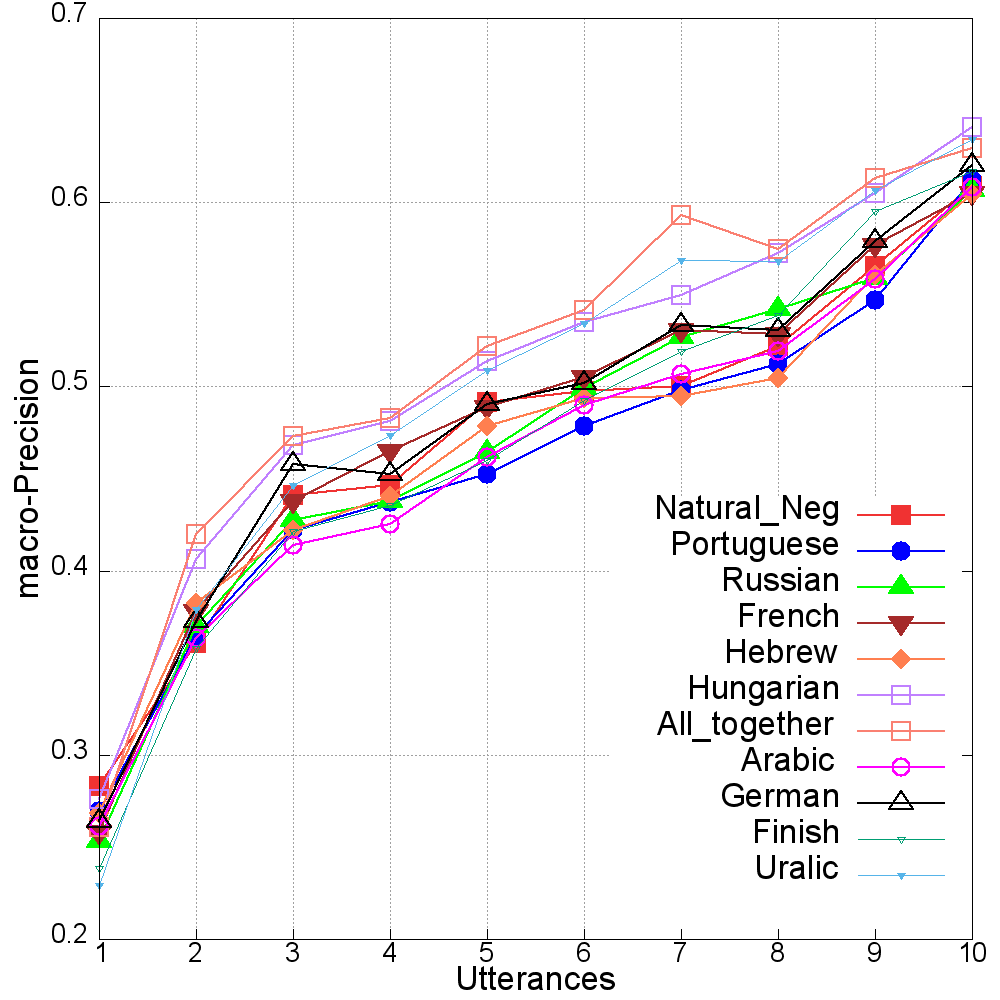 0.7
0.6
0.5
0.4
0.3
0.2
macro-Precision
Natural_Neg
Portuguese
Russian
French
Hebrew
Hungarian
All_together
Arabic
German
Finish
Uralic
1 2 3 4 5 6 7 8 9 10
Utterances